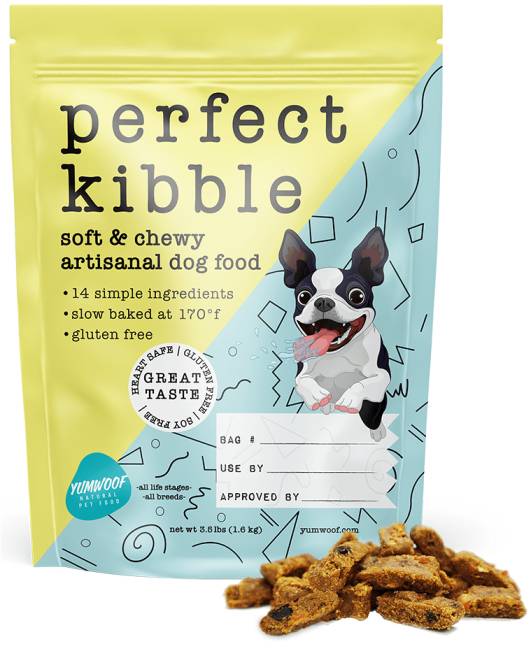 perfect
kibble
soft & chewy
artisanal dog food
• 14 simple ingredients
• slow baked at 170°f
• gluten free
HEART SAFE | GLUTEN FREE | SOY FREE |
GREAT
TASTE
BAG #
USE BY
APPROVED BY
YUMWOOF
NATURAL
PET FOOD
-all life stages-
-all breeds-
net wt 3.5lbs (1.6 kg)
yumwoof.com